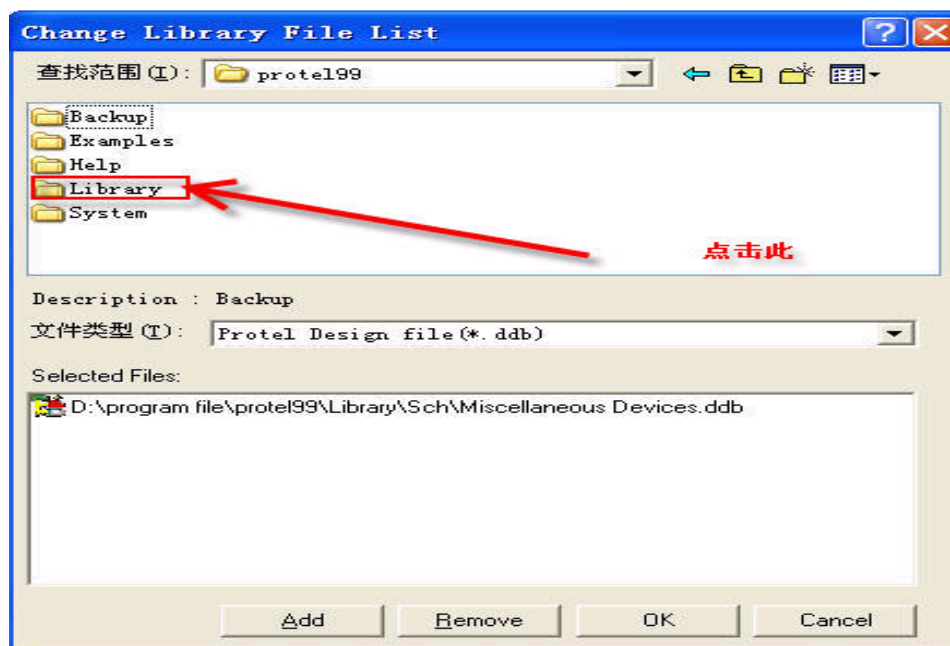 Change Library File List
查找范围(I): protel99
Backup
Examples
Help
Library
System
点击此
Description : Backup
文件类型(T): Protel Design file(*.ddb)
Selected Files:
D:\program file\protel99\Library\Sch\Miscellaneous Devices.ddb
Add Remove OK Cancel